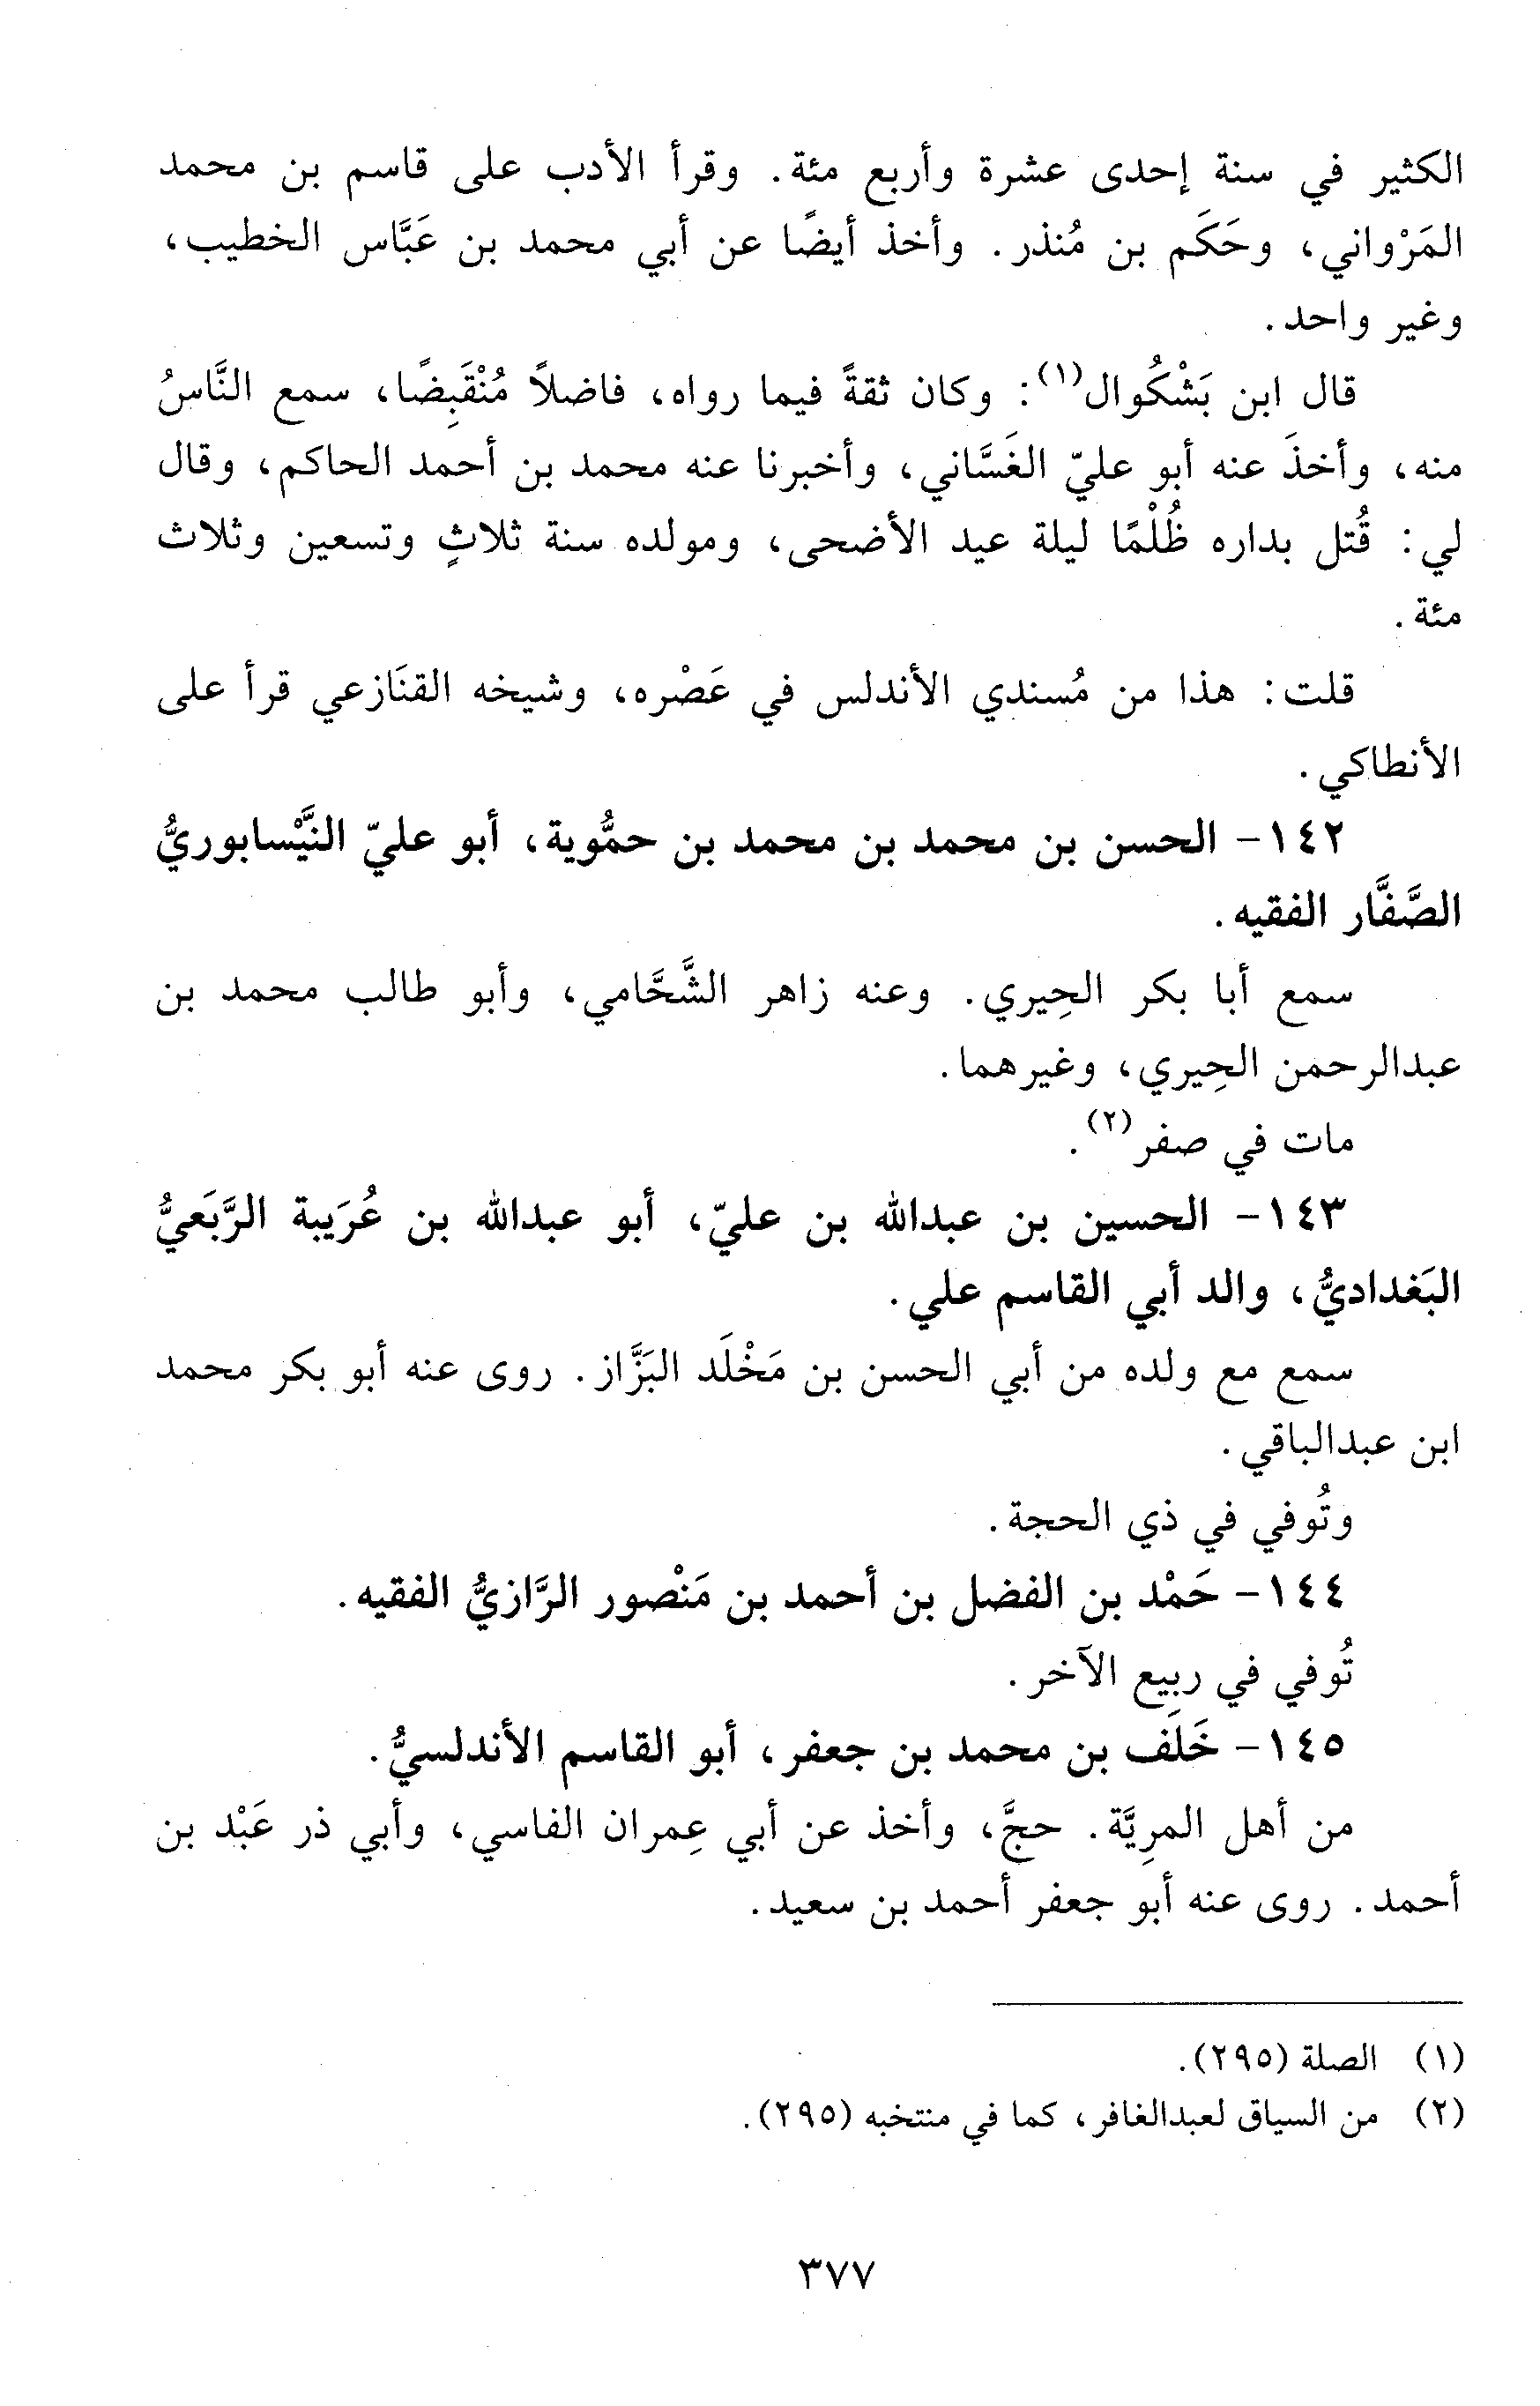 الكثير في سنة إحدى عشرة وأربع مئة. وقرأ الأدب على قاسم بن محمد
المَرْواني، وحَكَم بن مُنذر. وأخذ أيضًا عن أبي محمد بن عَبَّاس الخطيب،
وغير واحد.
قال ابن بَشْكُوال(١): وكان ثقةً فيما رواه، فاضلاً مُنْقَبِضًا، سمع النَّاسُ
منه، وأخذَ عنه أبو عليّ الغَسَّاني، وأخبرنا عنه محمد بن أحمد الحاكم، وقال
لي: قُتل بداره ظُلْمًا ليلة عيد الأضحى، ومولده سنة ثلاثٍ وتسعين وثلاث
مئة.
قلت: هذا من مُسندي الأندلس في عَصْره، وشيخه القنَازعي قرأ على
الأنطاكي.
١٤٢- الحسن بن محمد بن محمد بن حمُّوية، أبو عليّ النَّيْسابوريُّ
الصَّفَّار الفقيه.
سمع أبا بكر الحِيري. وعنه زاهر الشَّحَّامي، وأبو طالب محمد بن
عبدالرحمن الحِيري، وغيرهما.
مات في صفر(٢).
١٤٣- الحسين بن عبدالله بن عليّ، أبو عبدالله بن عُرَيبة الرَّبَعيُّ
البَغداديُّ، والد أبي القاسم علي.
سمع مع ولده من أبي الحسن بن مَخْلَد البَزَّاز. روى عنه أبو بكر محمد
ابن عبدالباقي.
وتُوفي في ذي الحجة.
١٤٤- حَمْد بن الفضل بن أحمد بن مَنْصور الرَّازيُّ الفقيه.
تُوفي في ربيع الآخر.
١٤٥- خَلَف بن محمد بن جعفر، أبو القاسم الأندلسيُّ.
من أهل المرِيَّة. حجَّ، وأخذ عن أبي عِمران الفاسي، وأبي ذر عَبْد بن
أحمد. روى عنه أبو جعفر أحمد بن سعيد.
(١) الصلة (٢٩٥).
(٢) من السياق لعبدالغافر، كما في منتخبه (٢٩٥).
٣٧٧